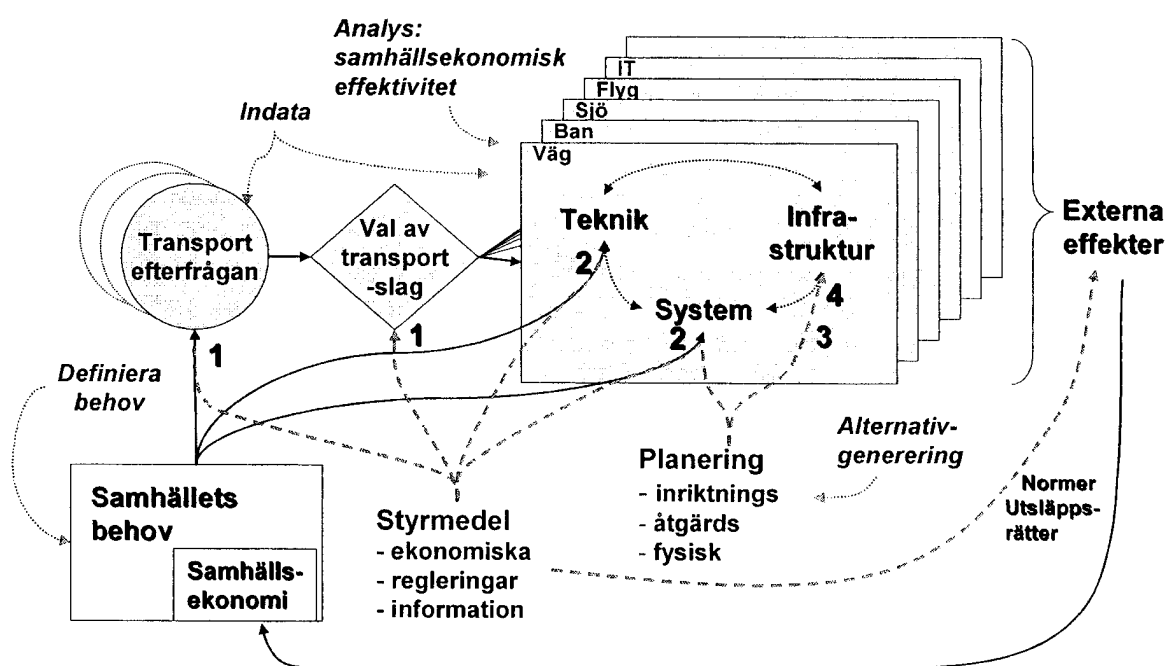 Analys:
samhällsekonomisk
effektivitet
Indata
IT
Flyg
Sjö
Ban
Väg
Teknik
Infra-
struktur
System
2
2
4
3
Externa
effekter
Transport
efterfrågan
Val av
transport
-slag
1
1
Definiera
behov
Samhällets
behov
Samhälls-
ekonomi
Styrmedel
- ekonomiska
- regleringar
- information
Planering
- inriktnings
- åtgärds
- fysisk
Alternativ-
generering
Normer
Utsläpps-
rätter